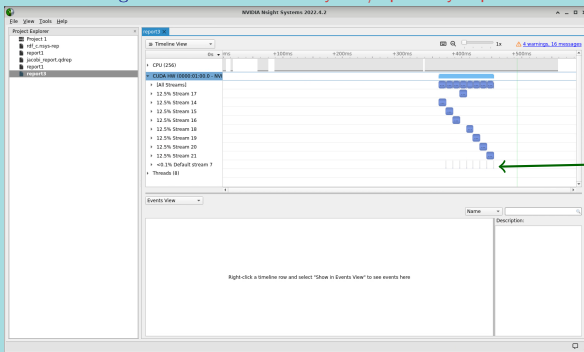 NVIDIA Nsight Systems 2022.4.2
File View Tools Help
Project Explorer
Project 1
rdf_c.nsys-rep
report1
jacobi_report.qdrep
report1
report3
report3
Timeline View
1x
4 warnings, 16 messages
0s
+100ms
+200ms
+300ms
+400ms
+500ms
CPU (256)
CUDA HW (0000:01:00.0 - NVI
[All Streams]
12.5% Stream 17
12.5% Stream 14
12.5% Stream 15
12.5% Stream 16
12.5% Stream 18
12.5% Stream 19
12.5% Stream 20
12.5% Stream 21
<0.1% Default stream 7
Threads (8)
Events View
Name
Right-click a timeline row and select "Show in Events View" to see events here
Description: